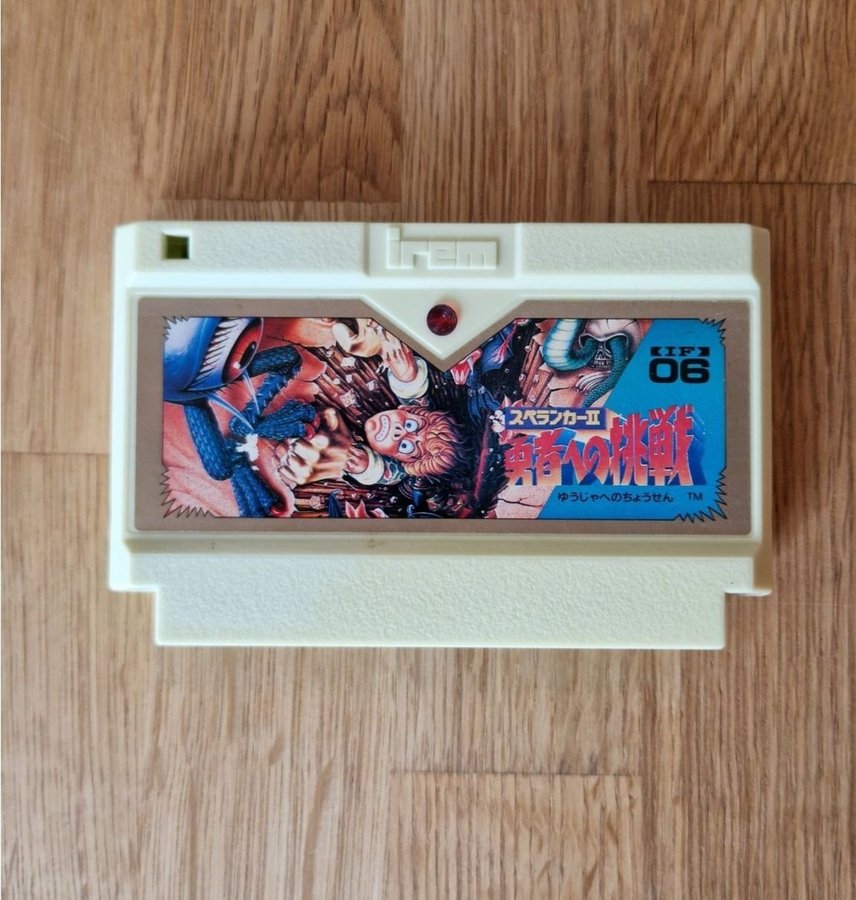 irem
【IF】
06
スペランカーII
勇者への挑戦
ゆうじゃへのちょうせん TM